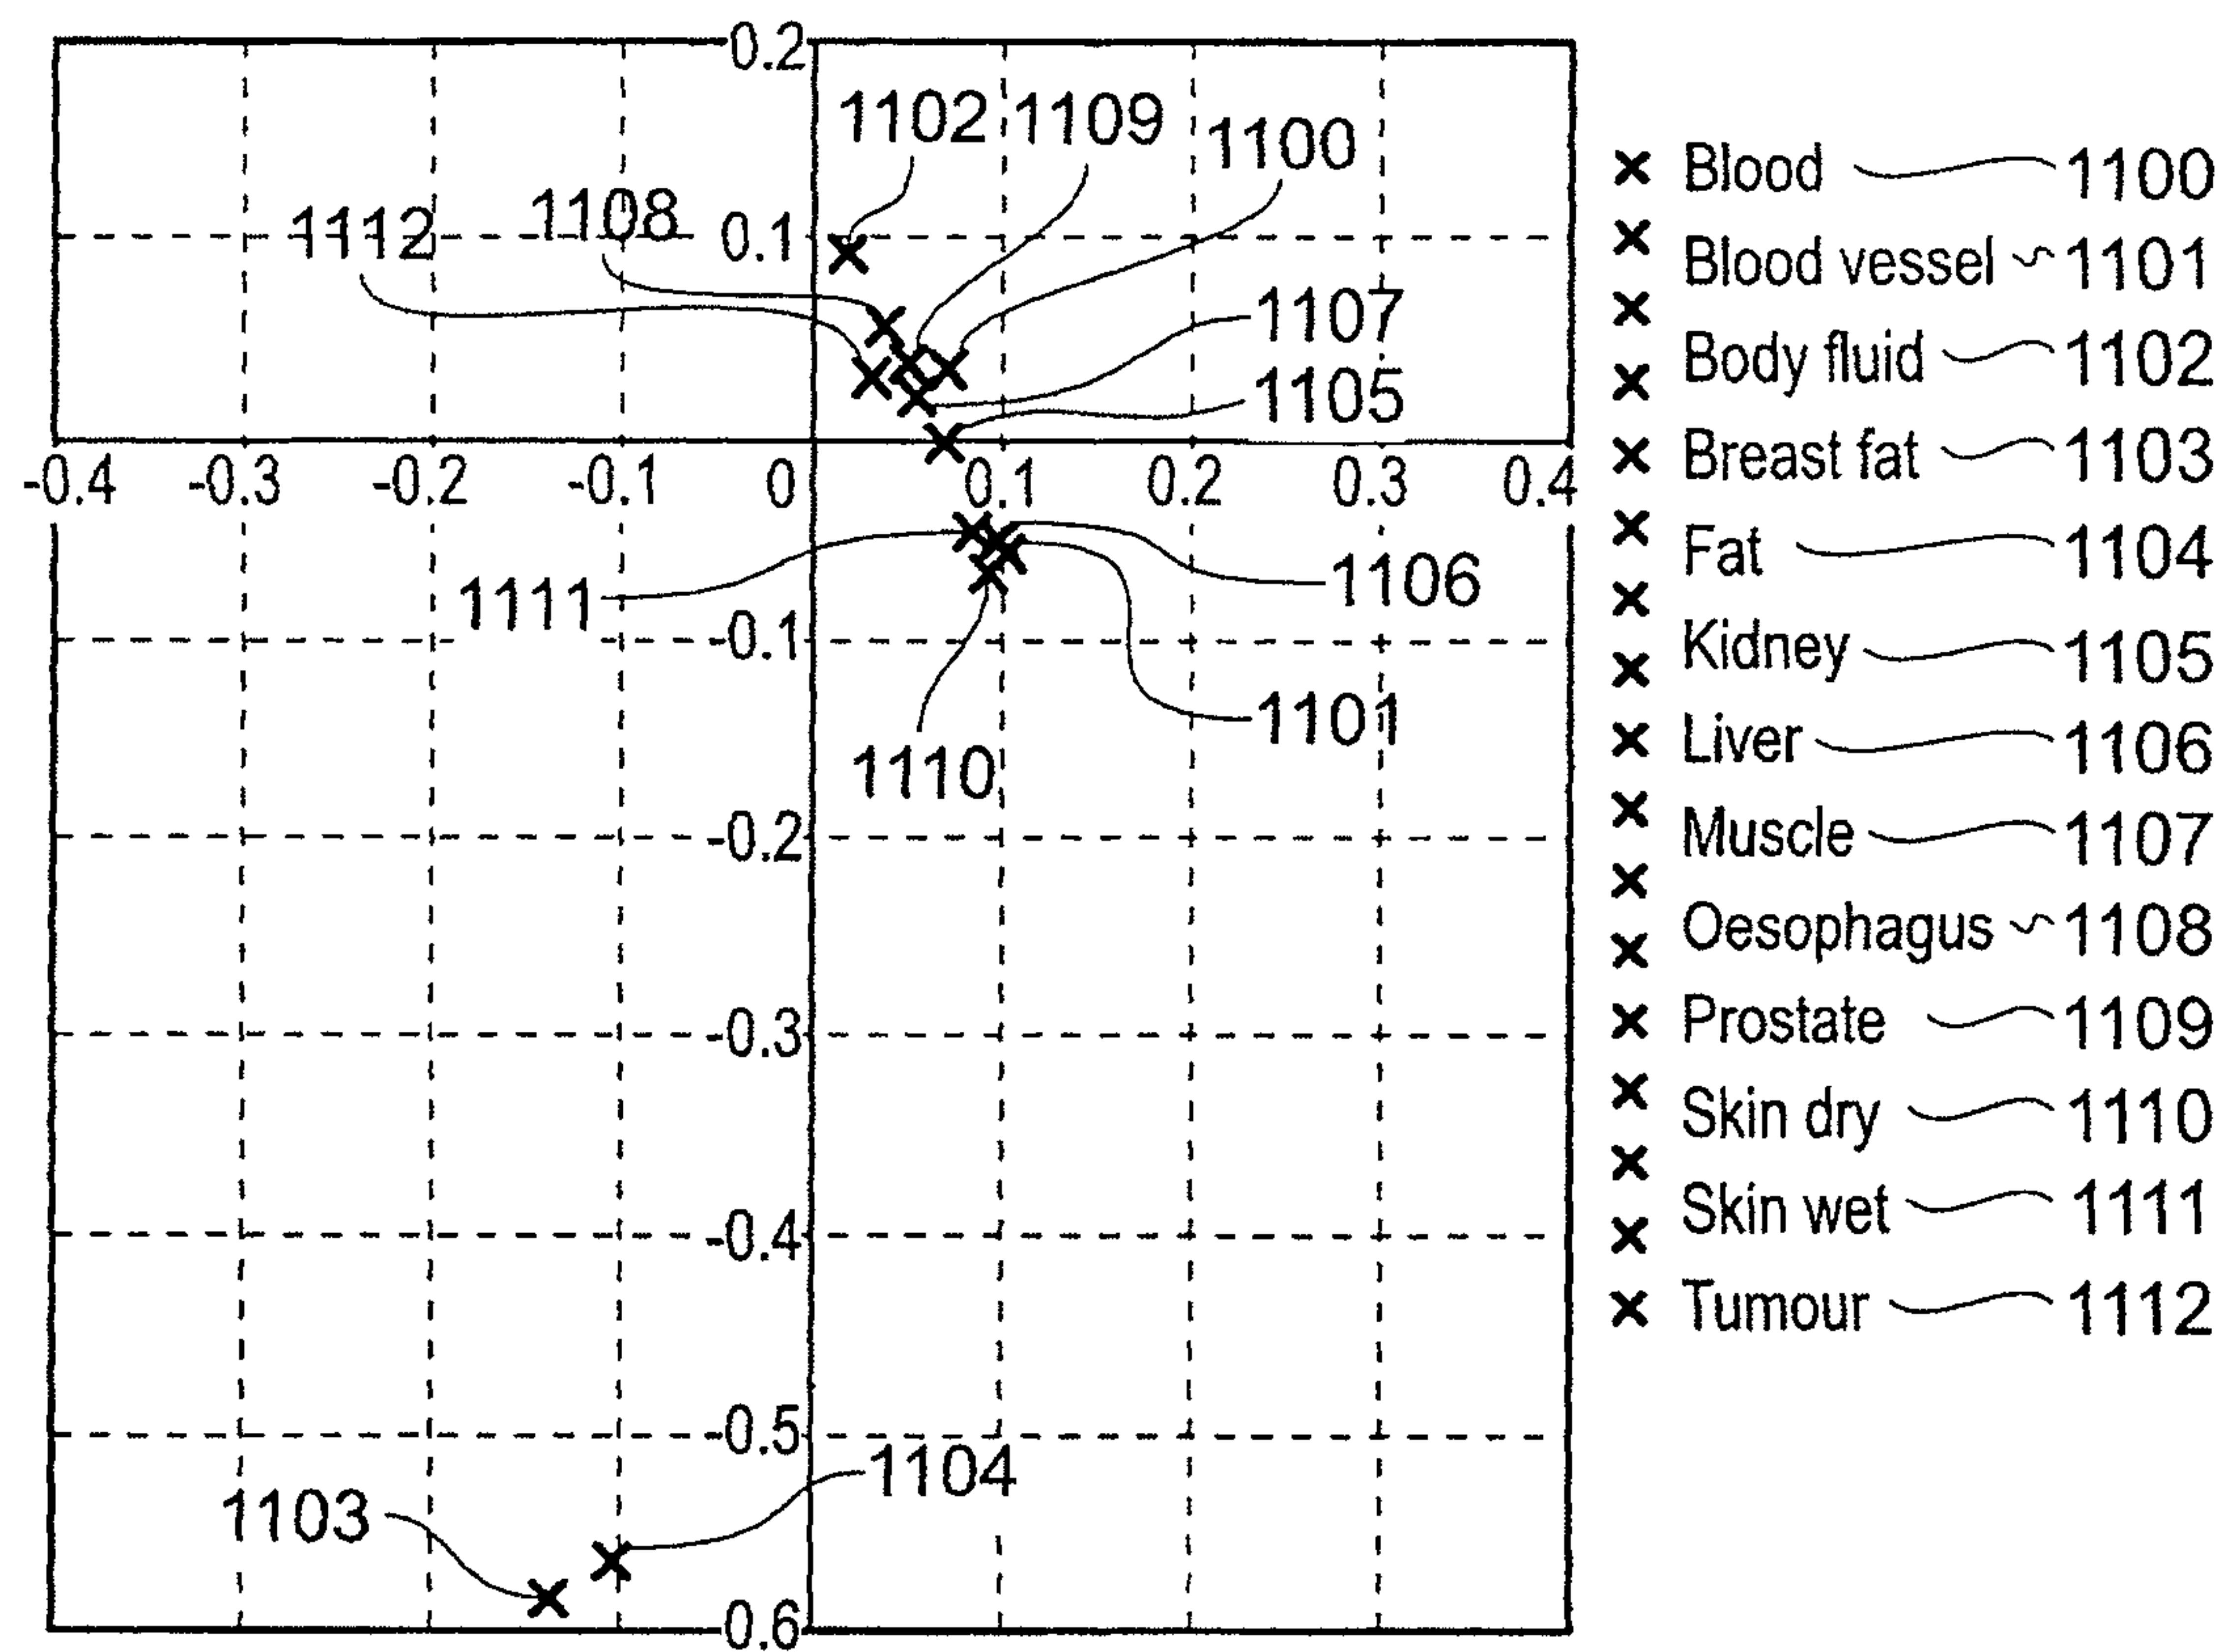 0.2
1102 1109 1100
1112 1108 0.1
1107
1105
-0.4 -0.3 -0.2 -0.1 0 0.1 0.2 0.3 0.4
1111 1106
-0.1
1101
1110
-0.2
-0.3
-0.4
-0.5
1104
1103
-0.6
Blood 1100
Blood vessel 1101
Body fluid 1102
Breast fat 1103
Fat 1104
Kidney 1105
Liver 1106
Muscle 1107
Oesophagus 1108
Prostate 1109
Skin dry 1110
Skin wet 1111
Tumour 1112